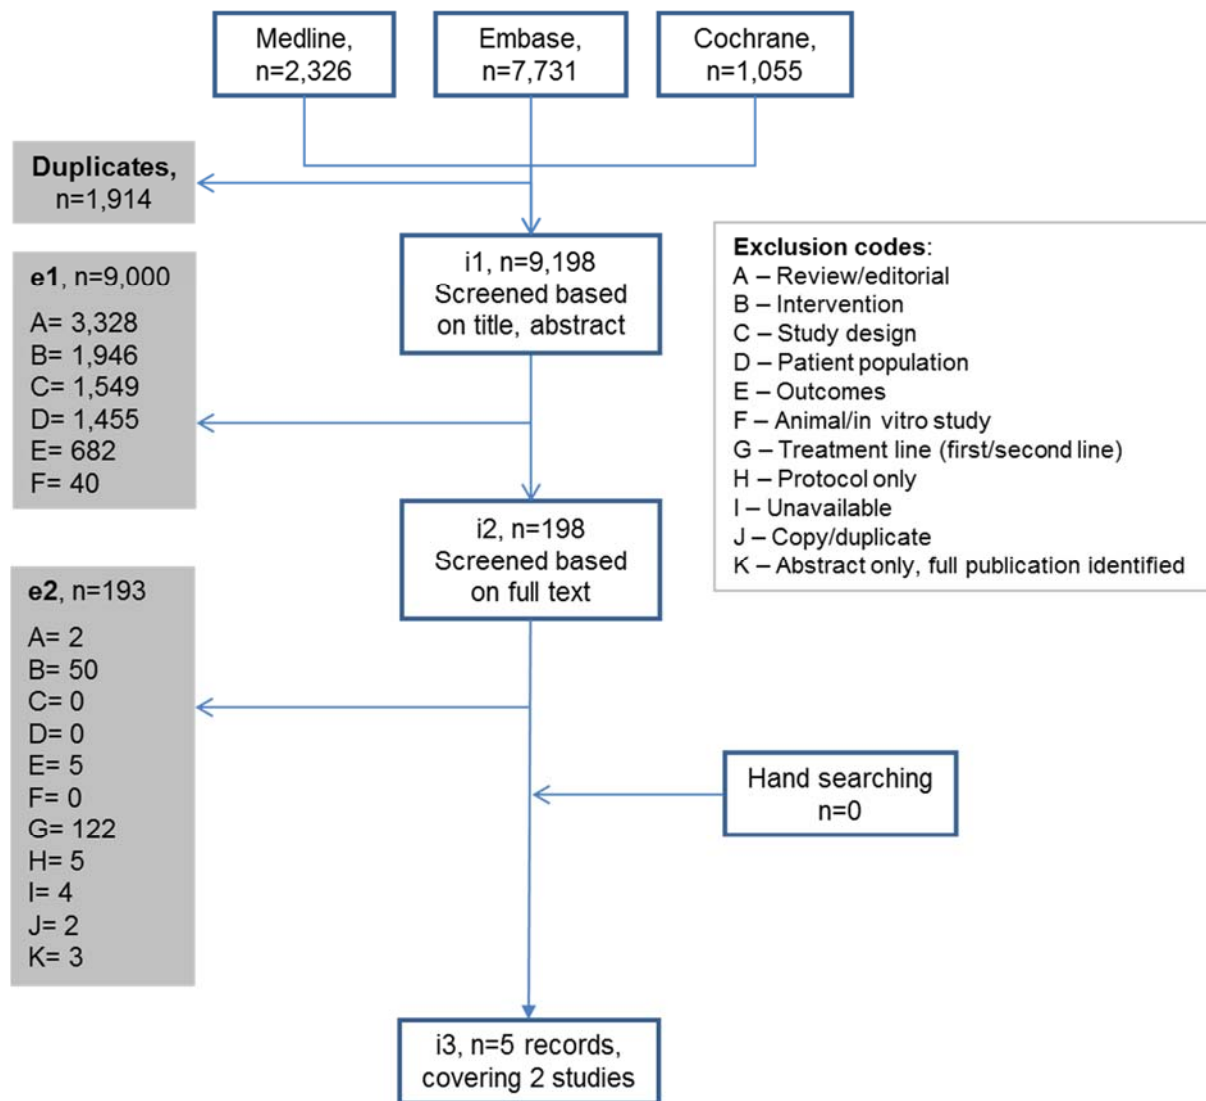 Medline,
n=2,326
Embase,
n=7,731
Cochrane,
n=1,055
Duplicates,
n=1,914
i1, n=9,198
Screened based
on title, abstract
e1, n=9,000
A= 3,328
B= 1,946
C= 1,549
D= 1,455
E= 682
F= 40
Exclusion codes:
A – Review/editorial
B – Intervention
C – Study design
D – Patient population
E – Outcomes
F – Animal/in vitro study
G – Treatment line (first/second line)
H – Protocol only
I – Unavailable
J – Copy/duplicate
K – Abstract only, full publication identified
i2, n=198
Screened based
on full text
e2, n=193
A= 2
B= 50
C= 0
D= 0
E= 5
F= 0
G= 122
H= 5
I= 4
J= 2
K= 3
Hand searching
n=0
i3, n=5 records,
covering 2 studies